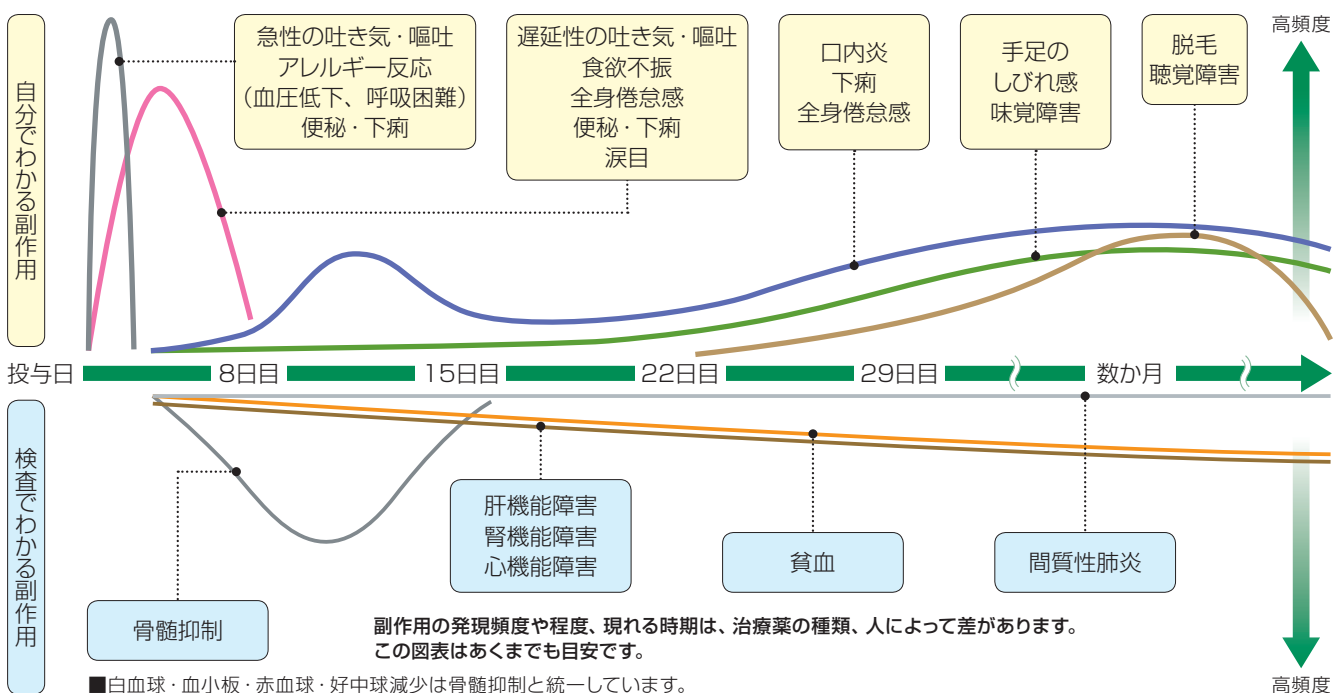 自分でわかる副作用
急性の吐き気・嘔吐
アレルギー反応
（血圧低下、呼吸困難）
便秘・下痢
遅延性の吐き気・嘔吐
食欲不振
全身倦怠感
便秘・下痢
涙目
口内炎
下痢
全身倦怠感
手足の
しびれ感
味覚障害
脱毛
聴覚障害
高頻度
投与日 8日目 15日目 22日目 29日目 数か月
検査でわかる副作用
骨髄抑制
肝機能障害
腎機能障害
心機能障害
貧血
間質性肺炎
副作用の発現頻度や程度、現れる時期は、治療薬の種類、人によって差があります。
この図表はあくまでも目安です。
■白血球・血小板・赤血球・好中球減少は骨髄抑制と統一しています。
高頻度